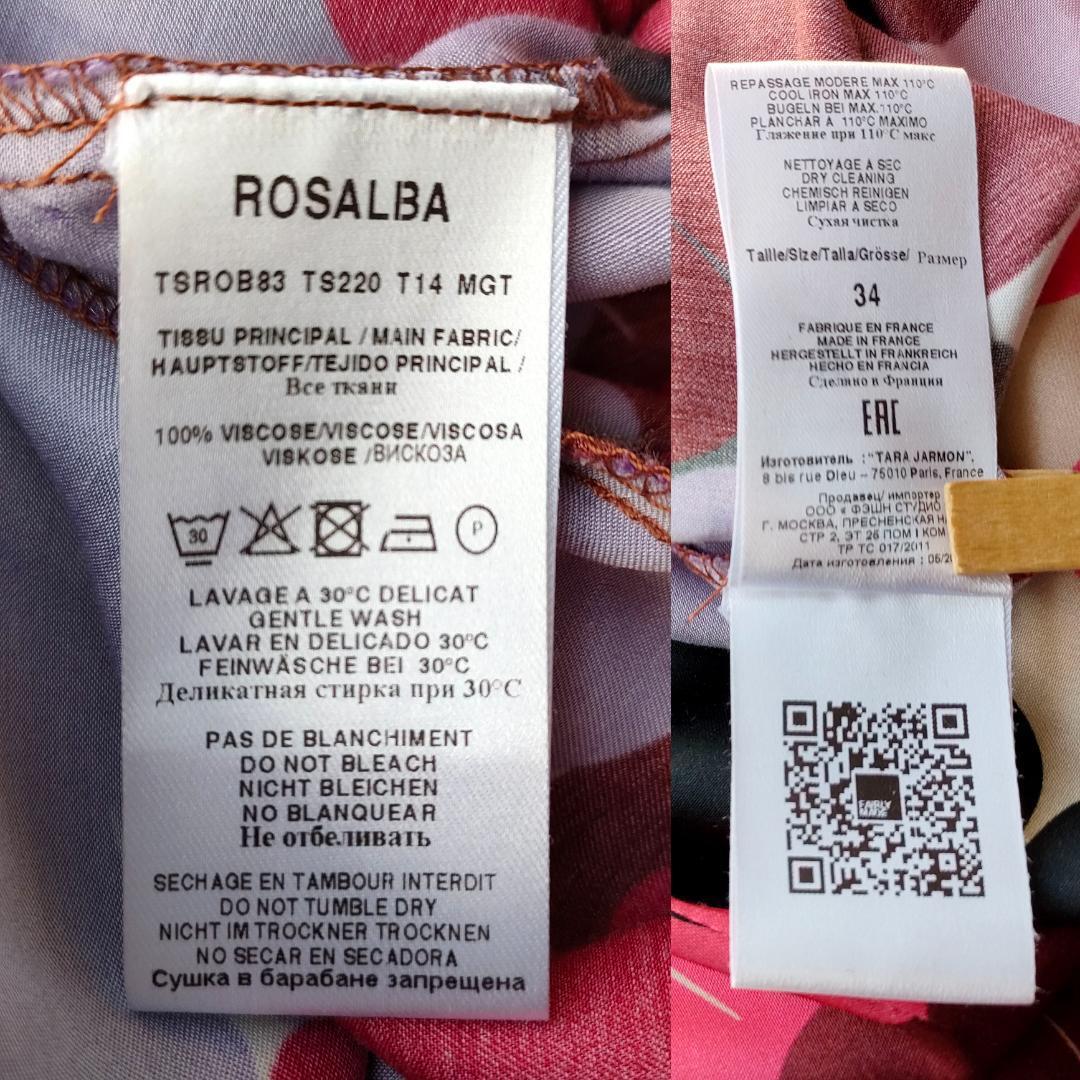 ROSALBA
TSROB83 TS220 T14 MGT
TISSU PRINCIPAL / MAIN FABRIC/
HAUPTSTOFF/TEJIDO PRINCIPAL /
Все ткани
100% VISCOSE/VISCOSE/VISCOSA
VISKOSE /ВИСКОЗА
30
P
LAVAGE A 30°C DELICAT
GENTLE WASH
LAVAR EN DELICADO 30°C
FEINWÄSCHE BEI 30°C
Деликатная стирка при 30°C
PAS DE BLANCHIMENT
DO NOT BLEACH
NICHT BLEICHEN
NO BLANQUEAR
Не отбеливать
SECHAGE EN TAMBOUR INTERDIT
DO NOT TUMBLE DRY
NICHT IM TROCKNER TROCKNEN
NO SECAR EN SECADORA
Сушка в барабане запрещена
REPASSAGE MODERE MAX 110°C
COOL IRON MAX 110°C
BUGELN BEI MAX.110°C
PLANCHAR A 110°C MAXIMO
Глажение при 110°C макс
NETTOYAGE A SEC
DRY CLEANING
CHEMISCH REINIGEN
LIMPIAR A SECO
Сухая чистка
Taille/Size/Talla/Grösse/ Размер
34
FABRIQUE EN FRANCE
MADE IN FRANCE
HERGESTELLT IN FRANKREICH
HECHO EN FRANCIA
Сделано в Франции
EAC
Изготовитель : "TARA JARMON",
8 bis rue Dieu – 75010 Paris, France
Продавец/ импортер
ООО « ФЭШН СТУДИО
Г. МОСКВА, ПРЕСНЕНСКАЯ
СТР 2, ЭТ 26 ПОМ I КОМ
ТР ТС 017/2011
Дата изготовления : 06/
FAIRLY
MADE